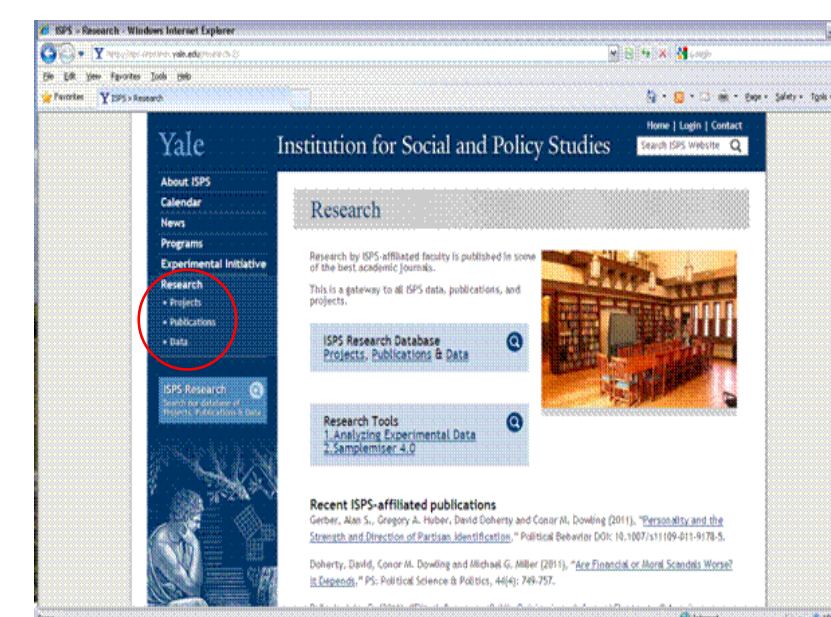 ISPS > Research - Windows Internet Explorer
yale.edu
File Edit View Favorites Tools Help
Favorites ISPS > Research
Page Safety Tools
Home | Login | Contact
Yale Institution for Social and Policy Studies
Search ISPS Website
About ISPS
Calendar
News
Programs
Experimental Initiative
Research
• Projects
• Publications
• Data
ISPS Research
Search our database of
Projects, Publications & Data
Research
Research by ISPS-affiliated faculty is published in some
of the best academic journals.
This is a gateway to all ISPS data, publications, and
projects.
ISPS Research Database
Projects, Publications & Data
Research Tools
1.Analyzing Experimental Data
2.Samplemiser 4.0
Recent ISPS-affiliated publications
Gerber, Alan S., Gregory A. Huber, David Doherty and Conor M. Dowling (2011), "Personality and the
Strength and Direction of Partisan Identification," Political Behavior DOI: 10.
1007/s11109-011-9178-5.
Doherty, David, Conor M. Dowling and Michael G. Miller (2011), "Are Financial or Moral Scandals Worse?
It Depends," PS: Political Science & Politics, 44(4): 749-757.